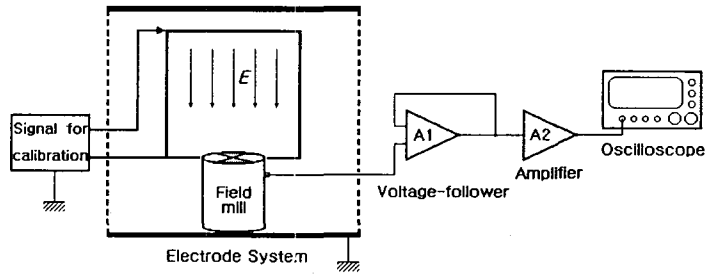 E
Signal for
calibration
Field
mill
Electrode System
A1
Voltage-follower
A2
Amplifier
Oscilloscope